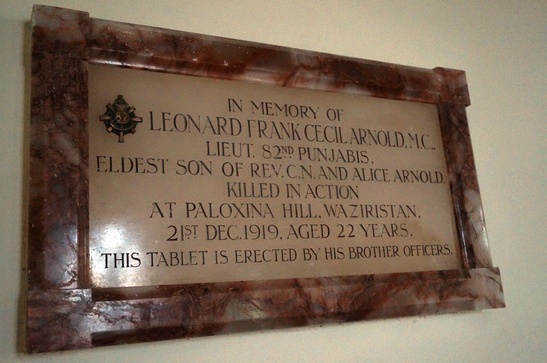 IN MEMORY OF
LEONARD FRANK CECIL ARNOLD, M.C.,
LIEUT. 82ND PUNJABIS,
ELDEST SON OF REV. C.N. AND ALICE ARNOLD.
KILLED IN ACTION
AT PALOXINA HILL, WAZIRISTAN,
21ST DEC. 1919, AGED 22 YEARS.
THIS TABLET IS ERECTED BY HIS BROTHER OFFICERS.